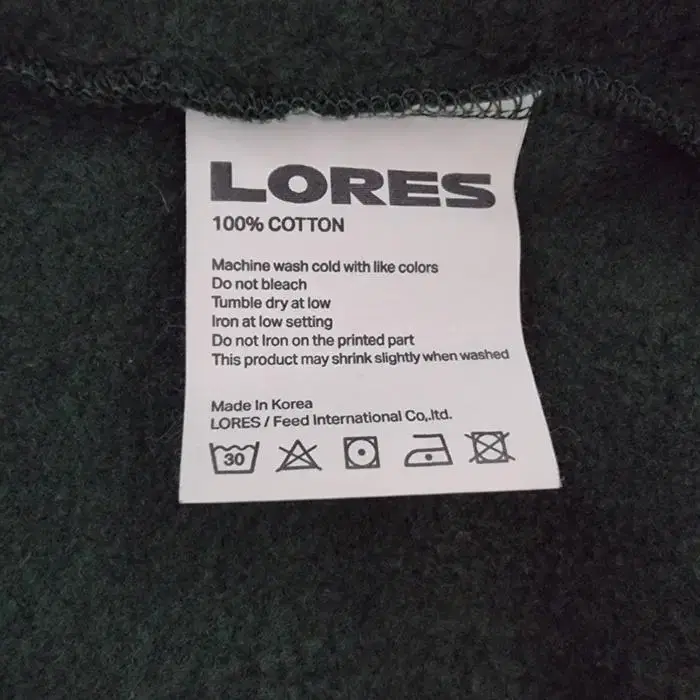 LORES
100% COTTON
Machine wash cold with like colors
Do not bleach
Tumble dry at low
Iron at low setting
Do not Iron on the printed part
This product may shrink slightly when washed
Made In Korea
LORES / Feed International Co,.ltd.
30